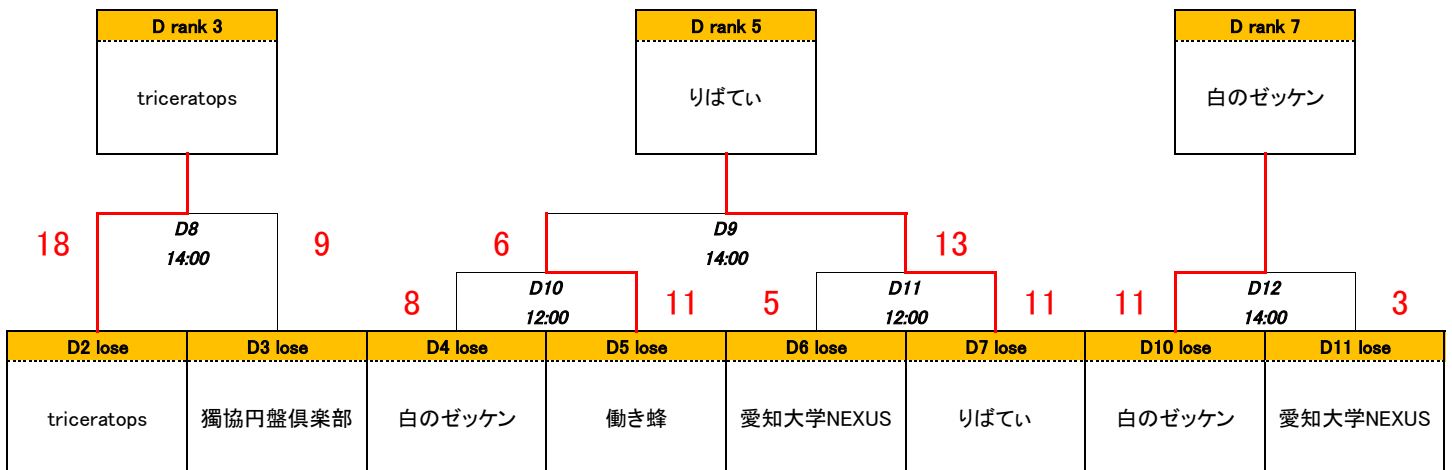 D rank 3
D rank 5
D rank 7
triceratops
りばてぃ
白のゼッケン
D8
14:00
18
9
D9
14:00
6
13
D10
12:00
8
11
D11
12:00
5
11
D12
14:00
11
3
D2 lose
D3 lose
D4 lose
D5 lose
D6 lose
D7 lose
D10 lose
D11 lose
triceratops
獨協円盤倶楽部
白のゼッケン
働き蜂
愛知大学NEXUS
りばてぃ
白のゼッケン
愛知大学NEXUS